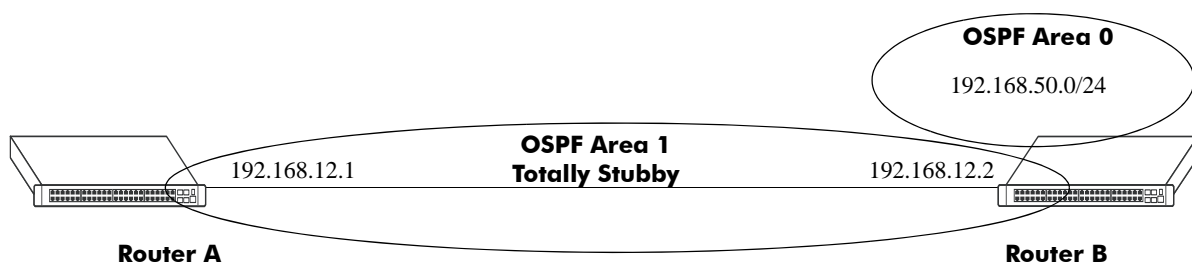 OSPF Area 0
192.168.50.0/24
OSPF Area 1
Totally Stubby
192.168.12.1
192.168.12.2
Router A
Router B